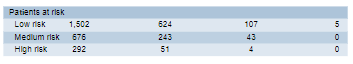 Patients at risk
Low risk 1,502 624 107 5
Medium risk 676 243 43 0
High risk 292 51 4 0